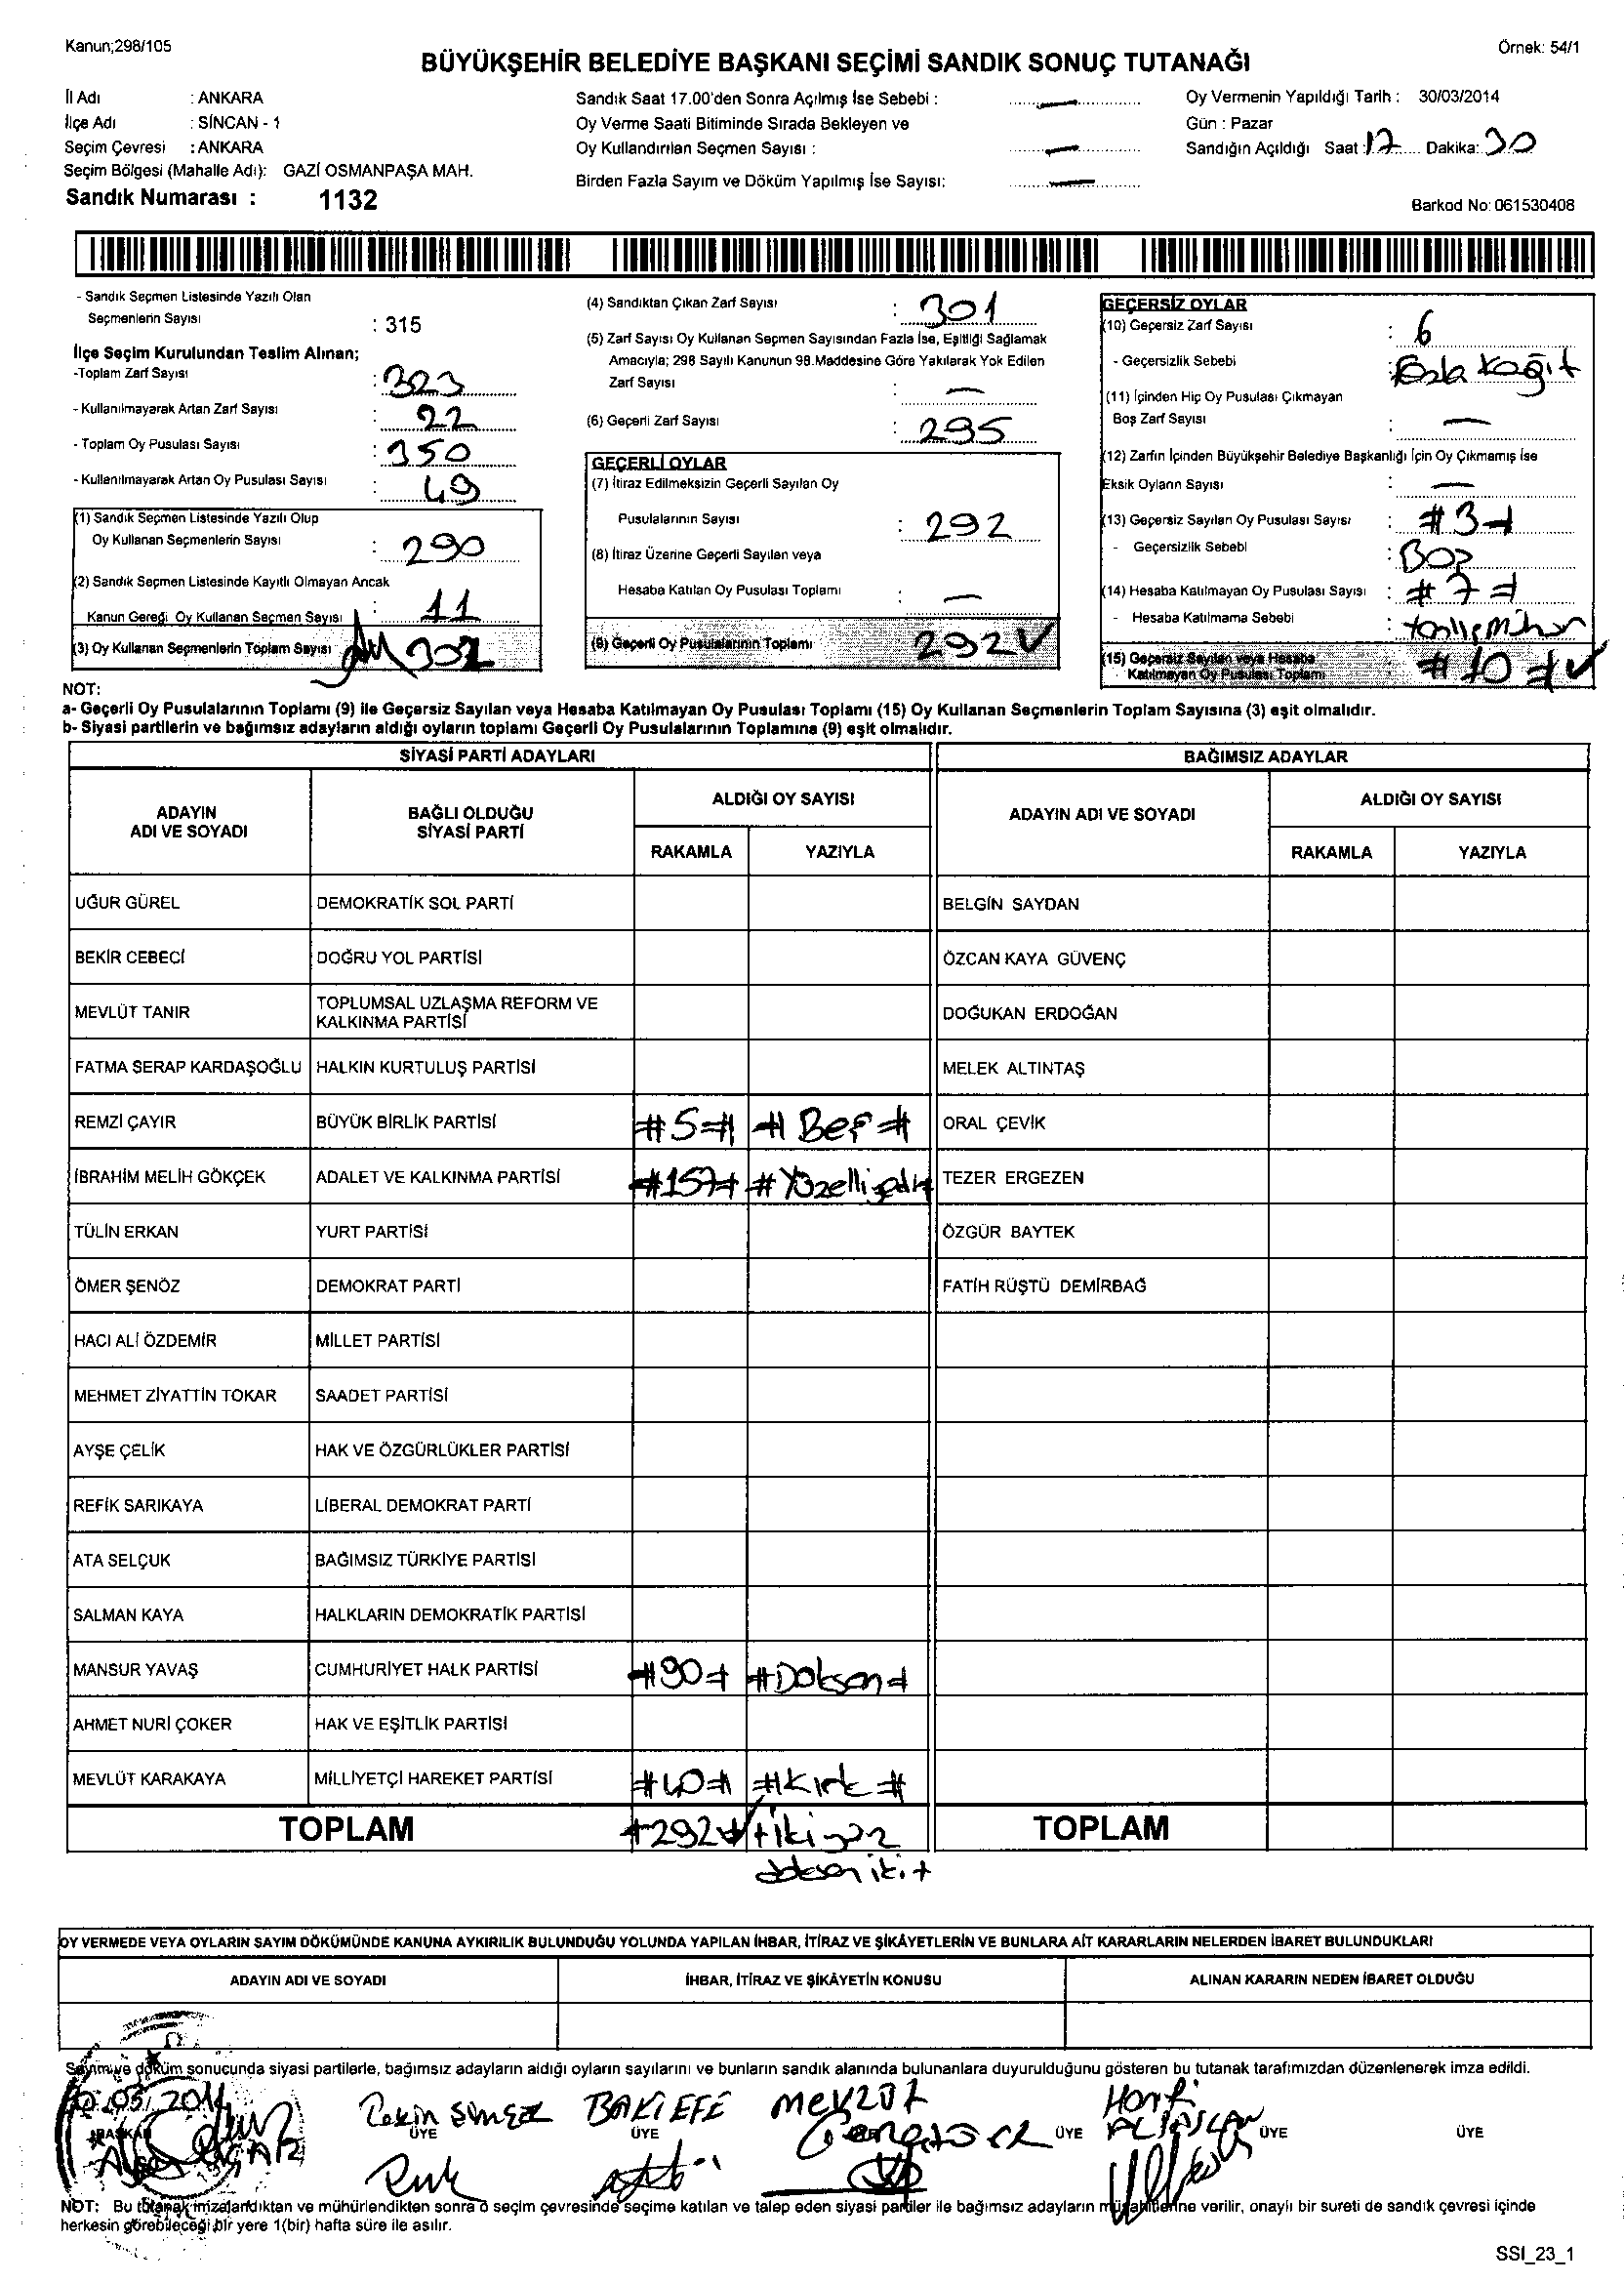 Kanun;298/105
Örnek: 54/1
BÜYÜKŞEHİR BELEDİYE BAŞKANI SEÇİMİ SANDIK SONUÇ TUTANAĞI
İl Adı : ANKARA
İlçe Adı : SİNCAN - 1
Seçim Çevresi : ANKARA
Seçim Bölgesi (Mahalle Adı): GAZİ OSMANPAŞA MAH.
Sandık Numarası : 1132
Sandık Saat 17.00'den Sonra Açılmış İse Sebebi : —
Oy Verme Saati Bitiminde Sırada Bekleyen ve
Oy Kullandırılan Seçmen Sayısı : —
Birden Fazla Sayım ve Döküm Yapılmış İse Sayısı: —
Oy Vermenin Yapıldığı Tarih : 30/03/2014
Gün : Pazar
Sandığın Açıldığı Saat : 17 Dakika: 30
Barkod No: 061530408
- Sandık Seçmen Listesinde Yazılı Olan
Seçmenlerin Sayısı : 315
İlçe Seçim Kurulundan Teslim Alınan;
-Toplam Zarf Sayısı : 323
- Kullanılmayarak Artan Zarf Sayısı : 22
- Toplam Oy Pusulası Sayısı : 350
- Kullanılmayarak Artan Oy Pusulası Sayısı : 49
(1) Sandık Seçmen Listesinde Yazılı Olup
Oy Kullanan Seçmenlerin Sayısı : 290
(2) Sandık Seçmen Listesinde Kayıtlı Olmayan Ancak
Kanun Gereği Oy Kullanan Seçmen Sayısı : 11
(3) Oy Kullanan Seçmenlerin Toplam Sayısı 302
(4) Sandıktan Çıkan Zarf Sayısı : 301
(5) Zarf Sayısı Oy Kullanan Seçmen Sayısından Fazla İse, Eşitliği Sağlamak
Amacıyla; 298 Sayılı Kanunun 98.Maddesine Göre Yakılarak Yok Edilen
Zarf Sayısı : —
(6) Geçerli Zarf Sayısı : 295
GEÇERLİ OYLAR
(7) İtiraz Edilmeksizin Geçerli Sayılan Oy
Pusulalarının Sayısı : 292
(8) İtiraz Üzerine Geçerli Sayılan veya
Hesaba Katılan Oy Pusulası Toplamı : —
(9) Geçerli Oy Pusulalarının Toplamı 292
GEÇERSİZ OYLAR
(10) Geçersiz Zarf Sayısı : 6
- Geçersizlik Sebebi : Fazla Kağıt
(11) İçinden Hiç Oy Pusulası Çıkmayan
Boş Zarf Sayısı : —
(12) Zarfın İçinden Büyükşehir Belediye Başkanlığı İçin Oy Çıkmamış ise
Eksik Oyların Sayısı : —
(13) Geçersiz Sayılan Oy Pusulası Sayısı : #3#
- Geçersizlik Sebebi : Boş
(14) Hesaba Katılmayan Oy Pusulası Sayısı : #7#
- Hesaba Katılmama Sebebi :
(15) Geçersiz Sayılan veya Hesaba
Katılmayan Oy Pusulası Toplamı #10#
NOT:
a- Geçerli Oy Pusulalarının Toplamı (9) ile Geçersiz Sayılan veya Hesaba Katılmayan Oy Pusulası Toplamı (15) Oy Kullanan Seçmenlerin Toplam Sayısına (3) eşit olmalıdır.
b- Siyasi partilerin ve bağımsız adayların aldığı oyların toplamı Geçerli Oy Pusulalarının Toplamına (9) eşit olmalıdır.
SİYASİ PARTİ ADAYLARI
BAĞIMSIZ ADAYLAR
ADAYIN ADI VE SOYADI
BAĞLI OLDUĞU SİYASİ PARTİ
ALDIĞI OY SAYISI
RAKAMLA YAZIYLA
ADAYIN ADI VE SOYADI
ALDIĞI OY SAYISI
RAKAMLA YAZIYLA
UĞUR GÜREL DEMOKRATİK SOL PARTİ BELGİN SAYDAN
BEKİR CEBECİ DOĞRU YOL PARTİSİ ÖZCAN KAYA GÜVENÇ
MEVLÜT TANIR TOPLUMSAL UZLAŞMA REFORM VE KALKINMA PARTİSİ DOĞUKAN ERDOĞAN
FATMA SERAP KARDAŞOĞLU HALKIN KURTULUŞ PARTİSİ MELEK ALTINTAŞ
REMZİ ÇAYIR BÜYÜK BİRLİK PARTİSİ #5# #Beş# ORAL ÇEVİK
İBRAHİM MELİH GÖKÇEK ADALET VE KALKINMA PARTİSİ #157# #Yüzelliyedi# TEZER ERGEZEN
TÜLİN ERKAN YURT PARTİSİ ÖZGÜR BAYTEK
ÖMER ŞENÖZ DEMOKRAT PARTİ FATİH RÜŞTÜ DEMİRBAĞ
HACI ALİ ÖZDEMİR MİLLET PARTİSİ
MEHMET ZİYATTİN TOKAR SAADET PARTİSİ
AYŞE ÇELİK HAK VE ÖZGÜRLÜKLER PARTİSİ
REFİK SARIKAYA LİBERAL DEMOKRAT PARTİ
ATA SELÇUK BAĞIMSIZ TÜRKİYE PARTİSİ
SALMAN KAYA HALKLARIN DEMOKRATİK PARTİSİ
MANSUR YAVAŞ CUMHURİYET HALK PARTİSİ #90# #Doksan#
AHMET NURİ ÇOKER HAK VE EŞİTLİK PARTİSİ
MEVLÜT KARAKAYA MİLLİYETÇİ HAREKET PARTİSİ #40# #Kırk#
TOPLAM #292# #iki yüz TOPLAM
doksan iki#
OY VERMEDE VEYA OYLARIN SAYIM DÖKÜMÜNDE KANUNA AYKIRILIK BULUNDUĞU YOLUNDA YAPILAN İHBAR, İTİRAZ VE ŞİKÂYETLERİN VE BUNLARA AİT KARARLARIN NELERDEN İBARET BULUNDUKLARI
ADAYIN ADI VE SOYADI İHBAR, İTİRAZ VE ŞİKÂYETİN KONUSU ALINAN KARARIN NEDEN İBARET OLDUĞU
Sayım ve döküm sonucunda siyasi partilerle, bağımsız adayların aldığı oyların sayılarını ve bunların sandık alanında bulunanlara duyurulduğunu gösteren bu tutanak tarafımızdan düzenlenerek imza edildi.
BAKİ EFE
BAŞKAN ÜYE ÜYE ÜYE ÜYE ÜYE
NOT: Bu tutanak imzalandıktan ve mühürlendikten sonra o seçim çevresinde seçime katılan ve talep eden siyasi partiler ile bağımsız adayların müşahitlerine verilir, onaylı bir sureti de sandık çevresi içinde
herkesin görebileceği bir yere 1(bir) hafta süre ile asılır.
SSI_23_1